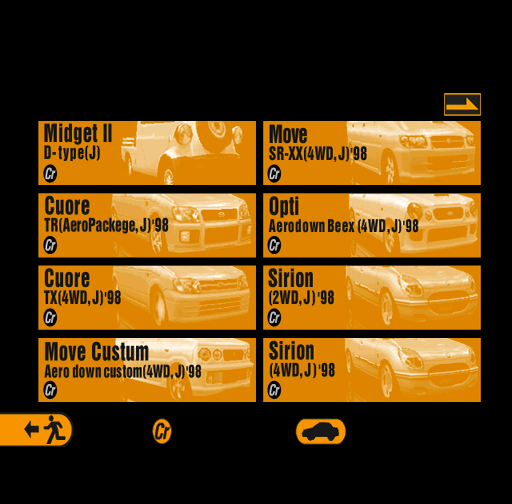 Midget II
D-type(J)
Cr
Move
SR-XX(4WD,J)'98
Cr
Cuore
TR(AeroPackege,J)'98
Cr
Opti
Aerodown Beex (4WD,J)'98
Cr
Cuore
TX(4WD,J)'98
Cr
Sirion
(2WD,J)'98
Cr
Move Custum
Aero down custom(4WD,J)'98
Cr
Sirion
(4WD,J)'98
Cr
Cr